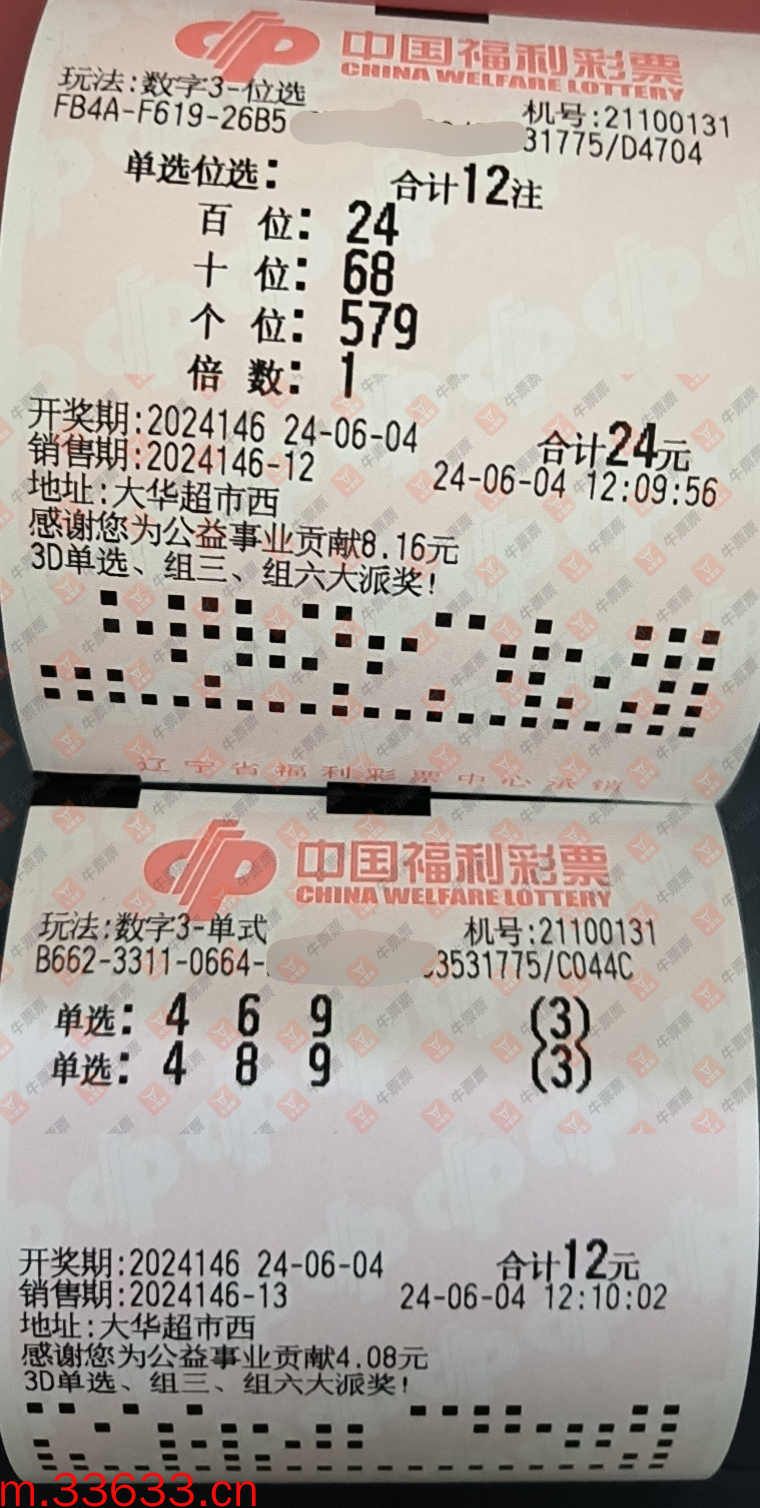 中国福利彩票
CHINA WELFARE LOTTERY
玩法:数字3-位选
机号:21100131
FB4A-F619-26B5
31775/D4704
单选位选:
合计12注
百 位: 24
十 位: 68
个 位: 579
倍 数: 1
开奖期:2024146 24-06-04
合计24元
销售期:2024146-12
24-06-04 12:09:56
地址:大华超市西
感谢您为公益事业贡献8.16元
3D单选、组三、组六大派奖!
辽宁省福利彩票中心承销
中国福利彩票
CHINA WELFARE LOTTERY
玩法:数字3-单式
机号:21100131
B662-3311-0664-
3531775/C044C
单选: 4 6 9 (3)
单选: 4 8 9 (3)
开奖期:2024146 24-06-04
合计12元
销售期:2024146-13
24-06-04 12:10:02
地址:大华超市西
感谢您为公益事业贡献4.08元
3D单选、组三、组六大派奖!
牛票票
m.33633.cn